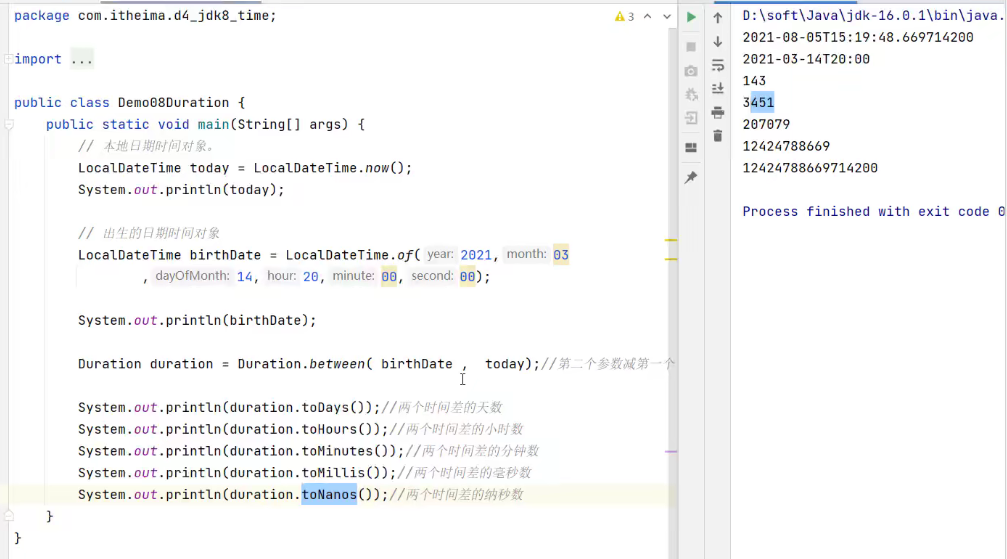 package com.itheima.d4_jdk8_time;
3
import ...
public class Demo08Duration {
public static void main(String[] args) {
// 本地日期时间对象。
LocalDateTime today = LocalDateTime.now();
System.out.println(today);
// 出生的日期时间对象
LocalDateTime birthDate = LocalDateTime.of( year: 2021, month: 03
, dayOfMonth: 14, hour: 20, minute: 00, second: 00);
System.out.println(birthDate);
Duration duration = Duration.between( birthDate , today);//第二个参数减第一个
System.out.println(duration.toDays());//两个时间差的天数
System.out.println(duration.toHours());//两个时间差的小时数
System.out.println(duration.toMinutes());//两个时间差的分钟数
System.out.println(duration.toMillis());//两个时间差的毫秒数
System.out.println(duration.toNanos());//两个时间差的纳秒数
}
}
D:\soft\Java\jdk-16.0.1\bin\java.
2021-08-05T15:19:48.669714200
2021-03-14T20:00
143
3451
207079
12424788669
12424788669714200
Process finished with exit code 0